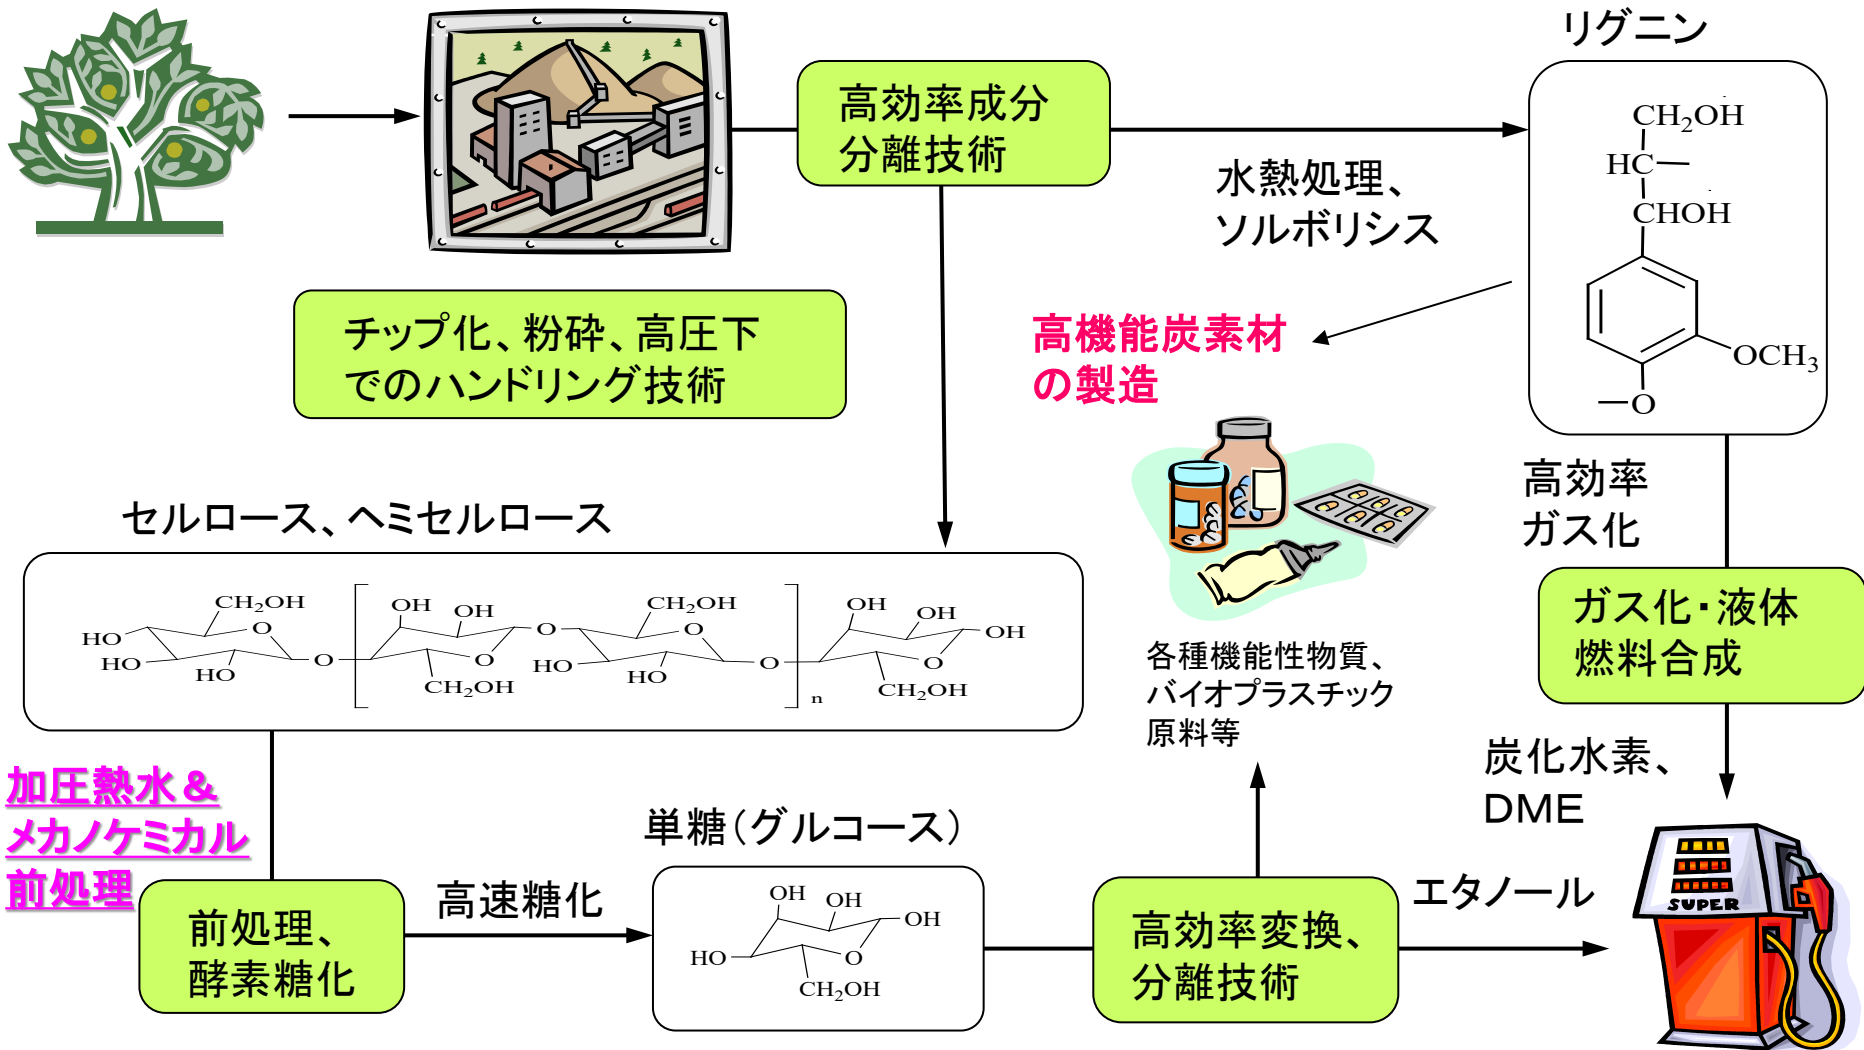 リグニン
高効率成分
分離技術
水熱処理、
ソルボリシス
CH₂OH
HC
CHOH
OCH₃
O
チップ化、粉砕、高圧下
でのハンドリング技術
高機能炭素材
の製造
高効率
ガス化
セルロース、ヘミセルロース
CH₂OH
O
HO
HO
HO
O
OH
OH
O
CH₂OH
O
CH₂OH
O
HO
HO
O
n
OH
OH
OH
O
CH₂OH
ガス化・液体
燃料合成
各種機能性物質、
バイオプラスチック
原料等
炭化水素、
DME
加圧熱水&
メカノケミカル
前処理
前処理、
酵素糖化
高速糖化
単糖(グルコース)
OH
OH
OH
HO
O
CH₂OH
高効率変換、
分離技術
エタノール
SUPER